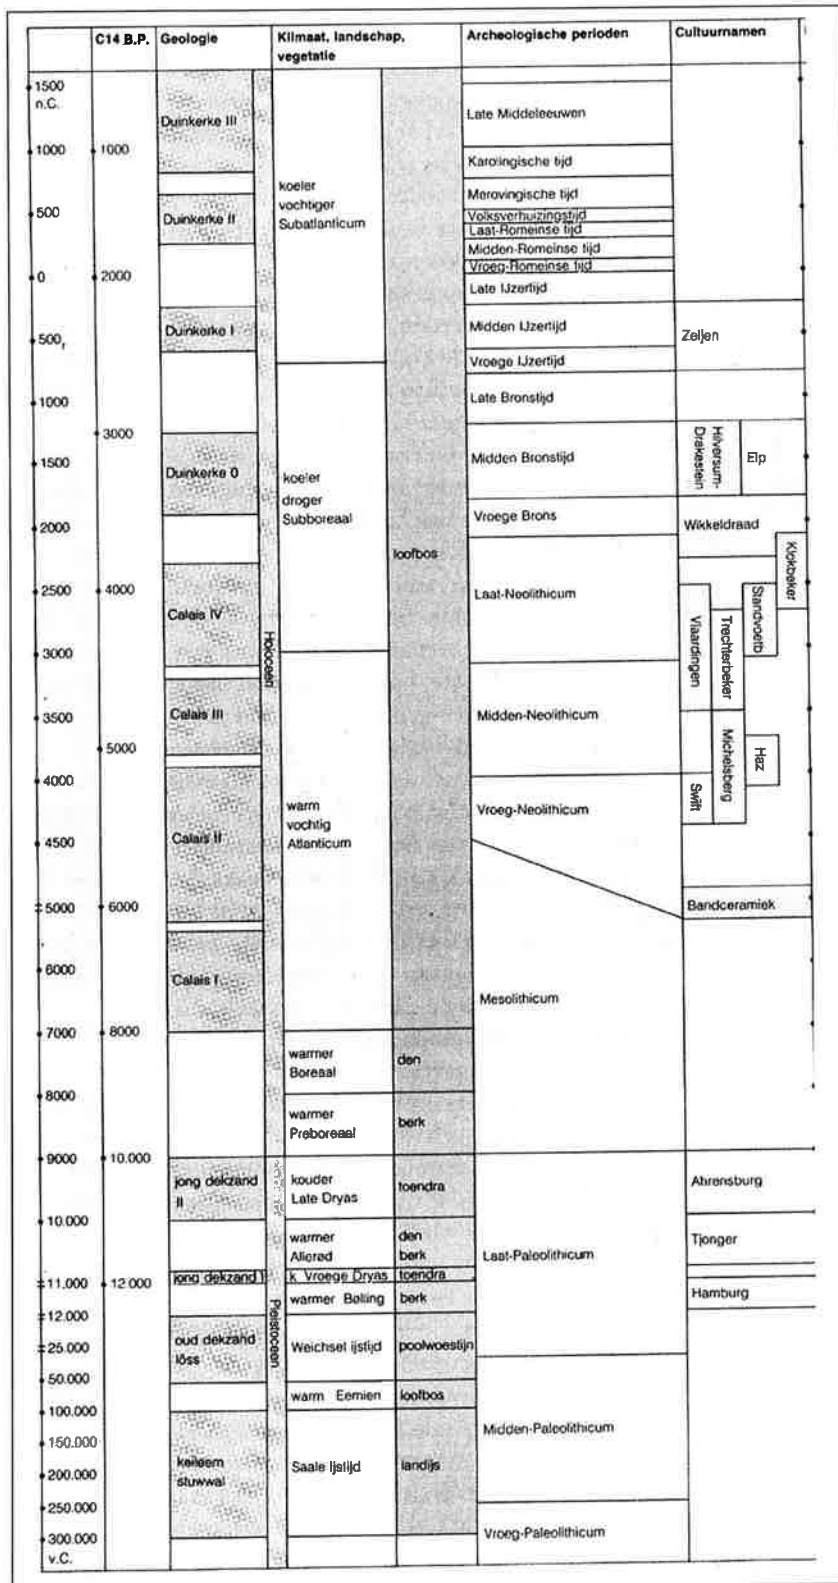 C14 B.P.
Geologie
Klimaat, landschap,
vegetatie
Archeologische perioden
Cultuurnamen
1500
n.C.
1000
500
0
500
1000
1500
2000
2500
3000
3500
4000
4500
5000
6000
7000
8000
9000
10.000
11.000
12.000
25.000
50.000
100.000
150.000
200.000
250.000
300.000
v.C.
1000
2000
3000
4000
5000
6000
8000
10.000
12.000
Duinkerke III
Duinkerke II
Duinkerke I
Duinkerke 0
Calais IV
Calais III
Calais II
Calais I
jong dekzand
II
jong dekzand I
oud dekzand
löss
keileem
stuwwal
Holoceen
Pleistoceen
koeler
vochtiger
Subatlanticum
koeler
droger
Subboreaal
warm
vochtig
Atlanticum
warmer
Boreaal
warmer
Preboreaal
kouder
Late Dryas
warmer
Allerød
k Vroege Dryas
warmer Bølling
Weichsel ijstijd
warm Eemien
Saale Ijstijd
loofbos
den
berk
toendra
den
berk
toendra
berk
poolwoestijn
loofbos
landijs
Late Middeleeuwen
Karolingische tijd
Merovingische tijd
Volksverhuizingstijd
Laat-Romeinse tijd
Midden-Romeinse tijd
Vroeg-Romeinse tijd
Late IJzertijd
Midden IJzertijd
Vroege IJzertijd
Late Bronstijd
Midden Bronstijd
Vroege Brons
Laat-Neolithicum
Midden-Neolithicum
Vroeg-Neolithicum
Mesolithicum
Laat-Paleolithicum
Midden-Paleolithicum
Vroeg-Paleolithicum
Zeijen
Hilversum-
Drakestein
Elp
Wikkeldraad
Klokbeker
Standvoetb
Trechterbeker
Vlaardingen
Haz
Michelsberg
Swift
Bandceramiek
Ahrensburg
Tjonger
Hamburg